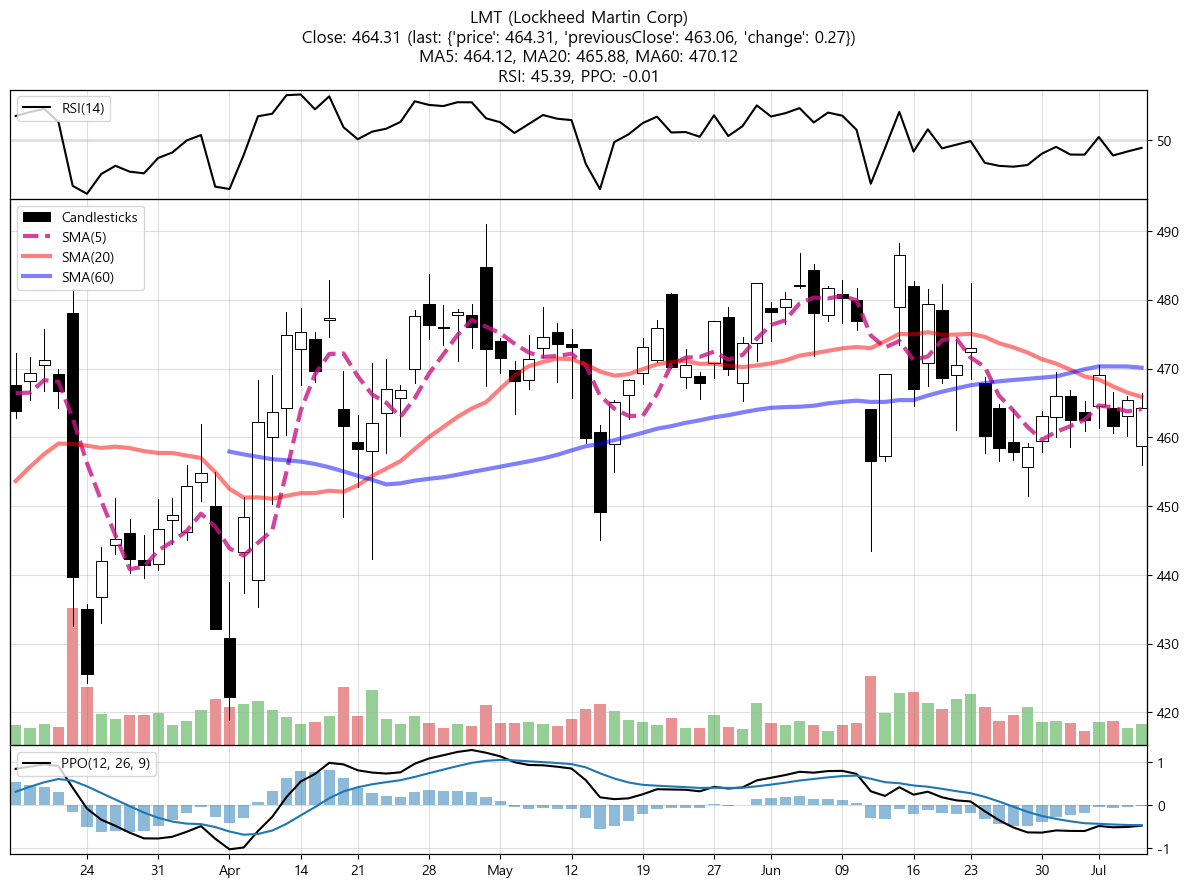 LMT (Lockheed Martin Corp)
Close: 464.31 (last: {'price': 464.31, 'previousClose': 463.06, 'change': 0.27})
MA5: 464.12, MA20: 465.88, MA60: 470.12
RSI: 45.39, PPO: -0.01
RSI(14)
50
Candlesticks
SMA(5)
SMA(20)
SMA(60)
490
480
470
460
450
440
430
420
PPO(12, 26, 9)
1
0
-1
24 31 Apr 14 21 28 May 12 19 27 Jun 09 16 23 30 Jul